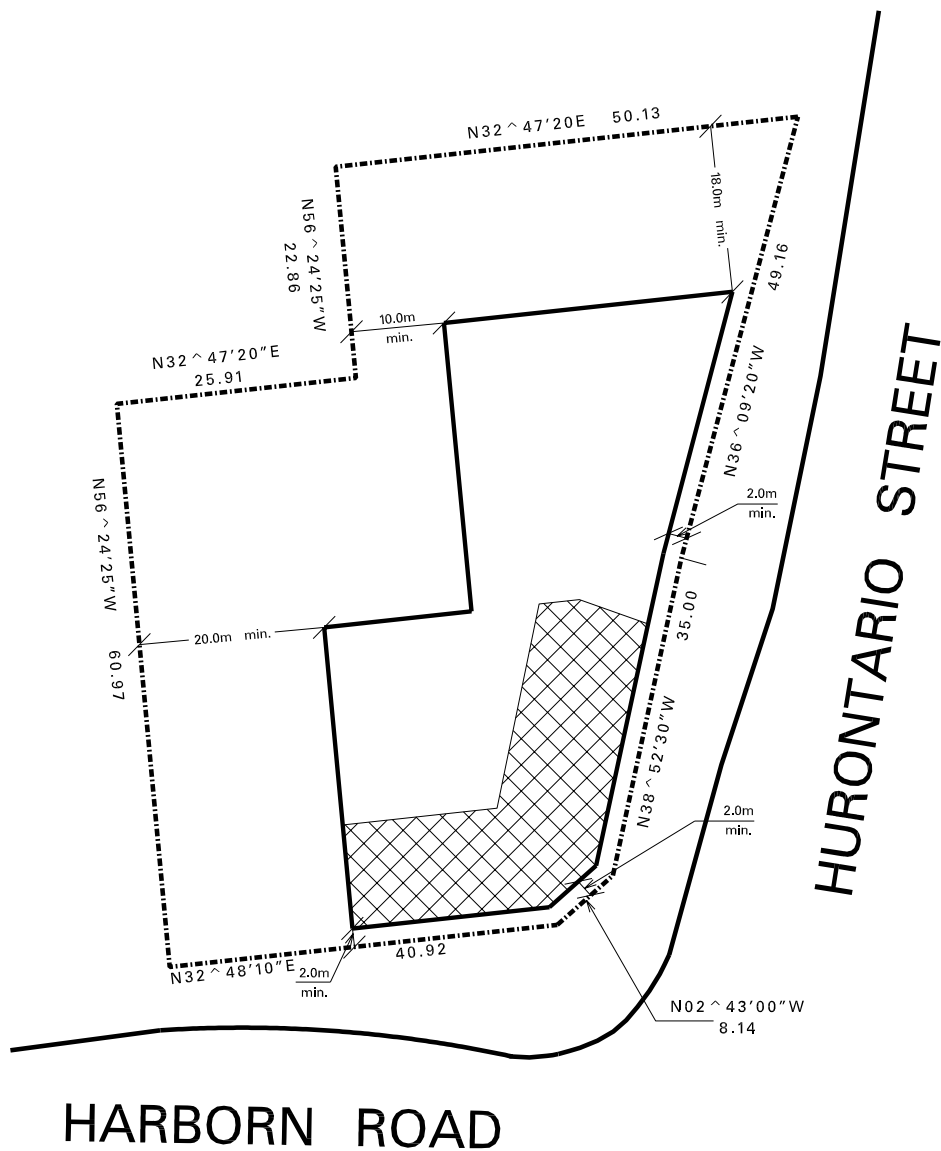 N32^47'20E 50.13
18.0m min.
N56^24'25"W
22.86
49.16
10.0m
min.
N32^47'20"E
25.91
N36^09'20"W
HURONTARIO STREET
N56^24'25"W
60.97
2.0m
min.
20.0m min.
35.00
N38^52'30"W
2.0m
min.
40.92
N32^48'10"E
2.0m
min.
N02^43'00"W
8.14
HARBORN ROAD